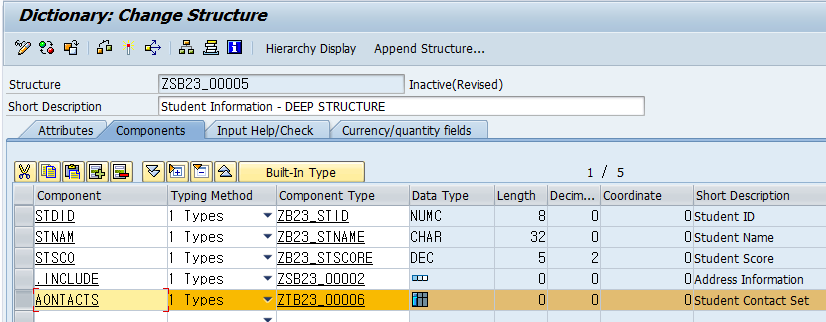 Dictionary: Change Structure
Hierarchy Display Append Structure...
Structure ZSB23_00005 Inactive(Revised)
Short Description Student Information - DEEP STRUCTURE
Attributes Components Input Help/Check Currency/quantity fields
Built-In Type 1 / 5
Component Typing Method Component Type Data Type Length Decim... Coordinate Short Description
STDID 1 Types ZB23_STID NUMC 8 0 0 Student ID
STNAM 1 Types ZB23_STNAME CHAR 32 0 0 Student Name
STSCO 1 Types ZB23_STSCORE DEC 5 2 0 Student Score
.INCLUDE 1 Types ZSB23_00002 0 0 0 Address Information
AONTACTS 1 Types ZTB23_00006 0 0 0 Student Contact Set